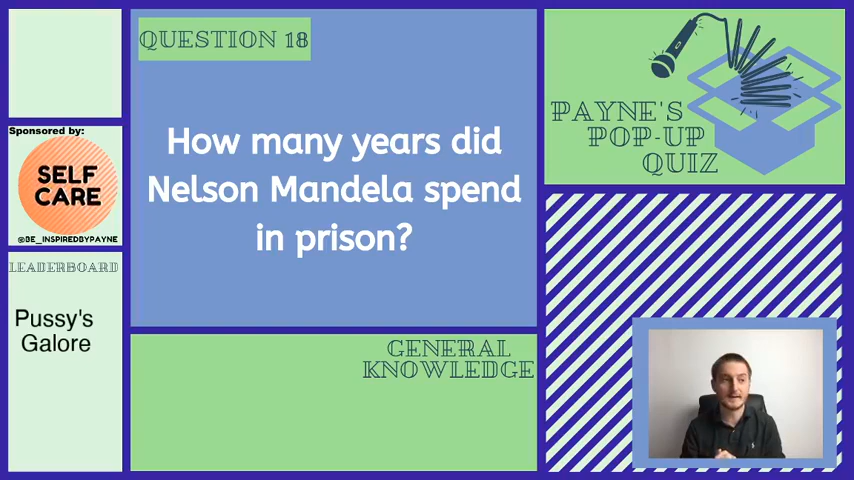 QUESTION 18
How many years did
Nelson Mandela spend
in prison?
PAYNE'S
POP-UP
QUIZ
Sponsored by:
SELF
CARE
@BE_INSPIREDBYPAYNE
LEADERBOARD
Pussy's
Galore
GENERAL
KNOWLEDGE